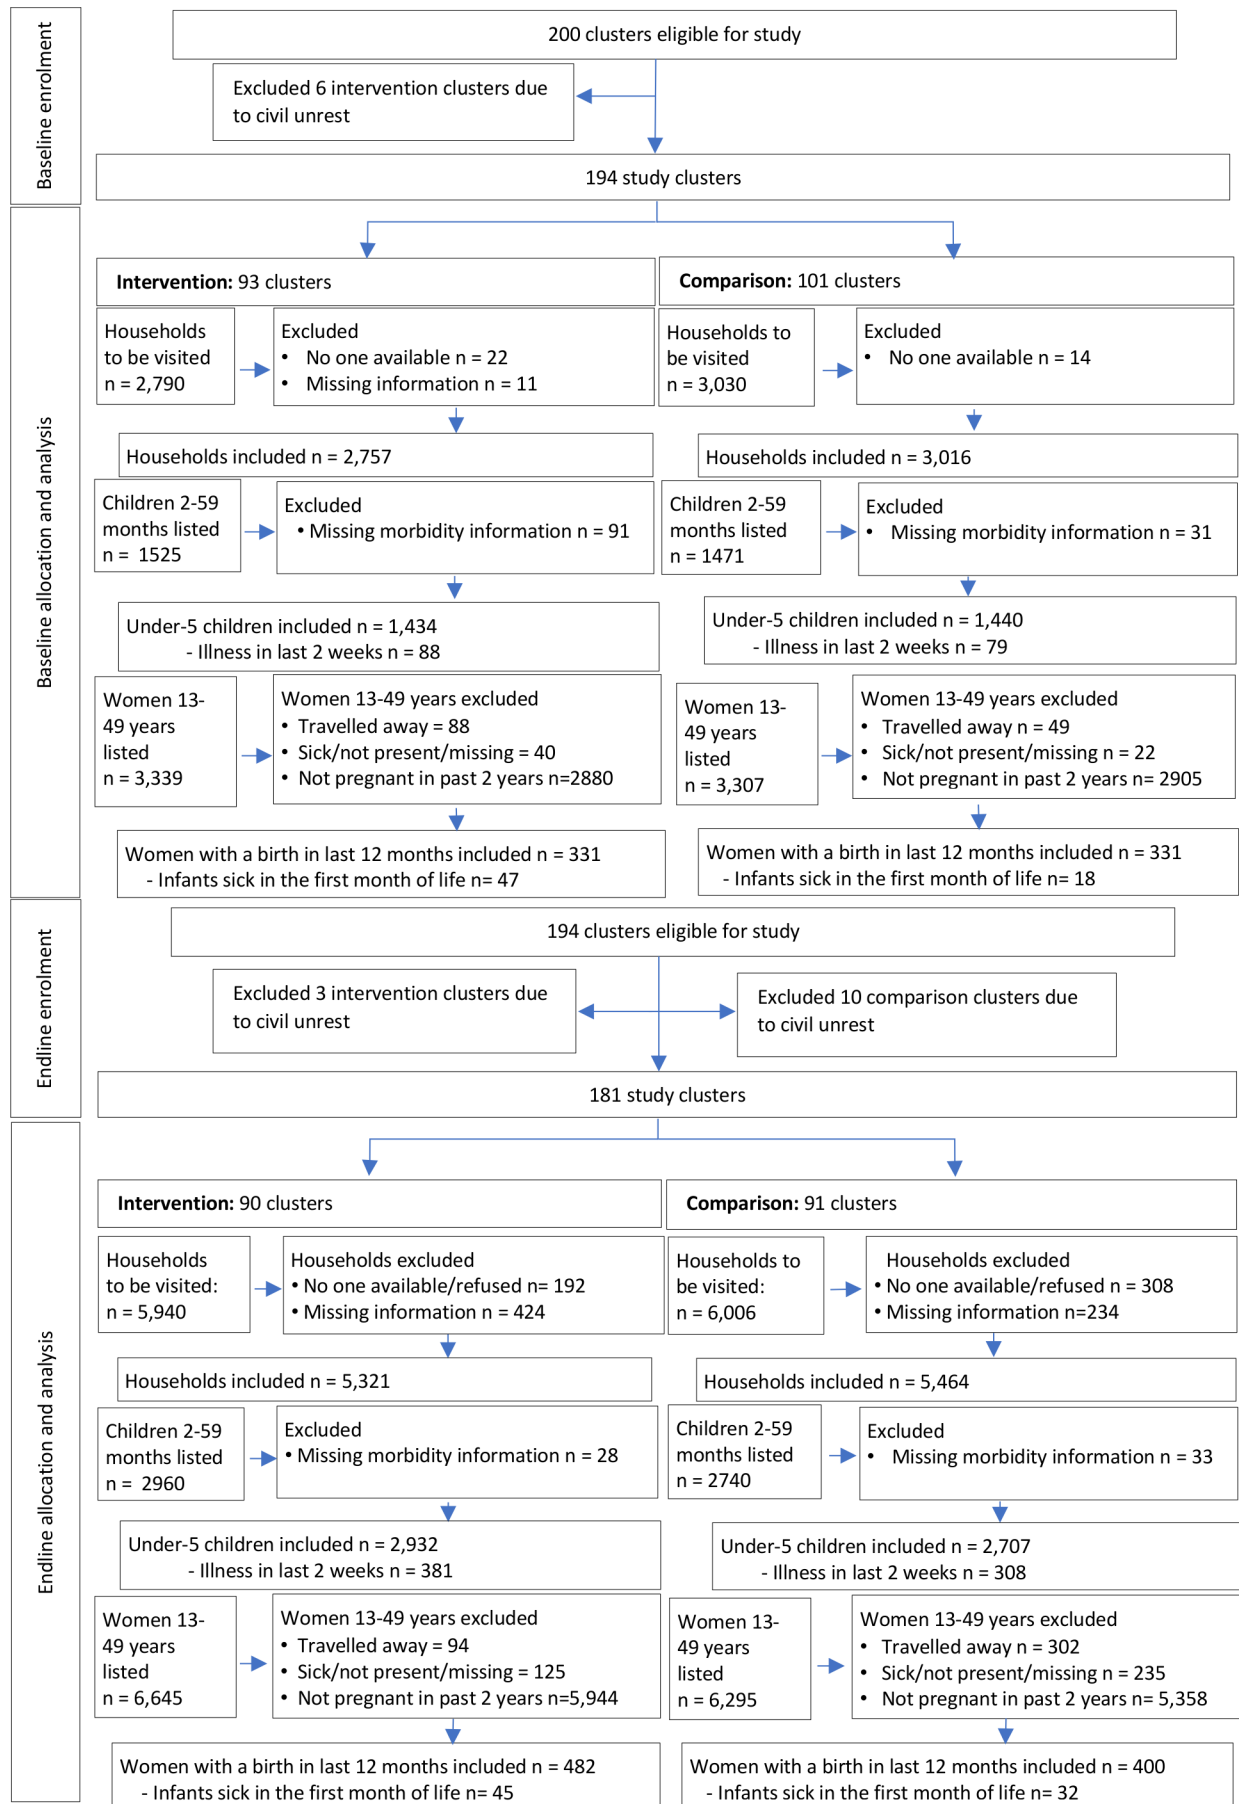 Baseline enrolment
200 clusters eligible for study
Excluded 6 intervention clusters due
to civil unrest
194 study clusters
Baseline allocation and analysis
Intervention: 93 clusters
Households
to be visited
n = 2,790
Excluded
• No one available n = 22
• Missing information n = 11
Households included n = 2,757
Children 2-59
months listed
n = 1525
Excluded
• Missing morbidity information n = 91
Under-5 children included n = 1,434
- Illness in last 2 weeks n = 88
Women 13-
49 years
listed
n = 3,339
Women 13-49 years excluded
• Travelled away = 88
• Sick/not present/missing = 40
• Not pregnant in past 2 years n=2880
Women with a birth in last 12 months included n = 331
- Infants sick in the first month of life n= 47
Comparison: 101 clusters
Households to
be visited
n = 3,030
Excluded
• No one available n = 14
Households included n = 3,016
Children 2-59
months listed
n = 1471
Excluded
• Missing morbidity information n = 31
Under-5 children included n = 1,440
- Illness in last 2 weeks n = 79
Women 13-
49 years
listed
n = 3,307
Women 13-49 years excluded
• Travelled away n = 49
• Sick/not present/missing n = 22
• Not pregnant in past 2 years n= 2905
Women with a birth in last 12 months included n = 331
- Infants sick in the first month of life n= 18
Endline enrolment
194 clusters eligible for study
Excluded 3 intervention clusters due
to civil unrest
Excluded 10 comparison clusters due
to civil unrest
181 study clusters
Endline allocation and analysis
Intervention: 90 clusters
Households
to be visited:
n = 5,940
Households excluded
• No one available/refused n= 192
• Missing information n = 424
Households included n = 5,321
Children 2-59
months listed
n = 2960
Excluded
• Missing morbidity information n = 28
Under-5 children included n = 2,932
- Illness in last 2 weeks n = 381
Women 13-
49 years
listed
n = 6,645
Women 13-49 years excluded
• Travelled away = 94
• Sick/not present/missing = 125
• Not pregnant in past 2 years n=5,944
Women with a birth in last 12 months included n = 482
- Infants sick in the first month of life n= 45
Comparison: 91 clusters
Households to
be visited:
n = 6,006
Households excluded
• No one available/refused n = 308
• Missing information n=234
Households included n = 5,464
Children 2-59
months listed
n = 2740
Excluded
• Missing morbidity information n = 33
Under-5 children included n = 2,707
- Illness in last 2 weeks n = 308
Women 13-
49 years
listed
n = 6,295
Women 13-49 years excluded
• Travelled away n = 302
• Sick/not present/missing n = 235
• Not pregnant in past 2 years n= 5,358
Women with a birth in last 12 months included n = 400
- Infants sick in the first month of life n= 32